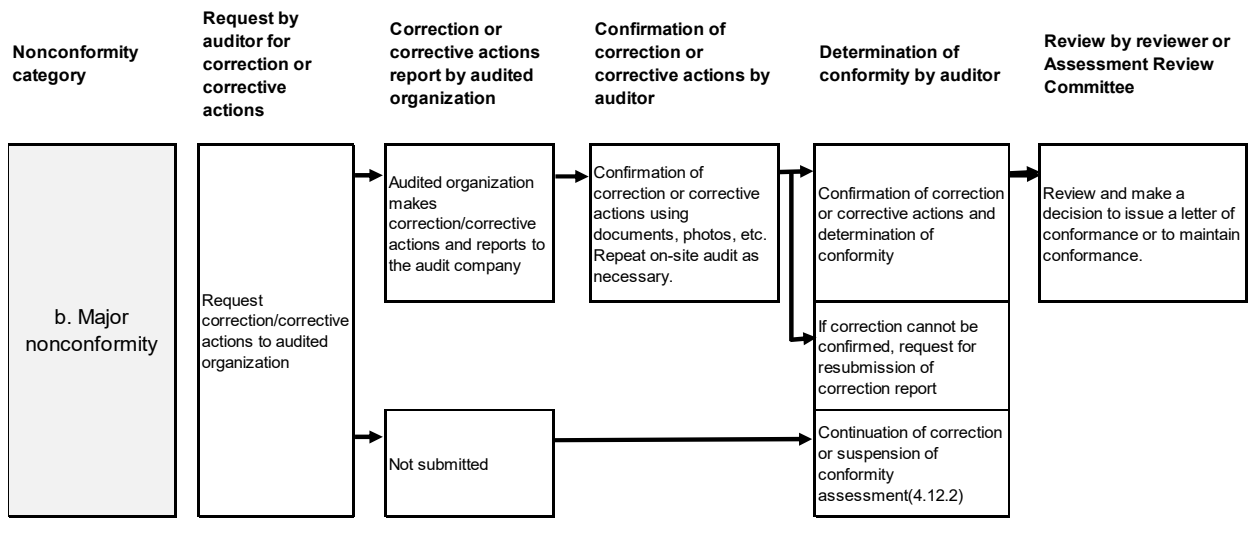 Nonconformity
category
Request by
auditor for
correction or
corrective
actions
Correction or
corrective actions
report by audited
organization
Confirmation of
correction or
corrective actions by
auditor
Determination of
conformity by auditor
Review by reviewer or
Assessment Review
Committee
b. Major
nonconformity
Request
correction/corrective
actions to audited
organization
Audited organization
makes
correction/corrective
actions and reports to
the audit company
Confirmation of
correction or corrective
actions using
documents, photos, etc.
Repeat on-site audit as
necessary.
Confirmation of correction
or corrective actions and
determination of
conformity
Review and make a
decision to issue a letter of
conformance or to maintain
conformance.
If correction cannot be
confirmed, request for
resubmission of
correction report
Not submitted
Continuation of correction
or suspension of
conformity
assessment(4.12.2)